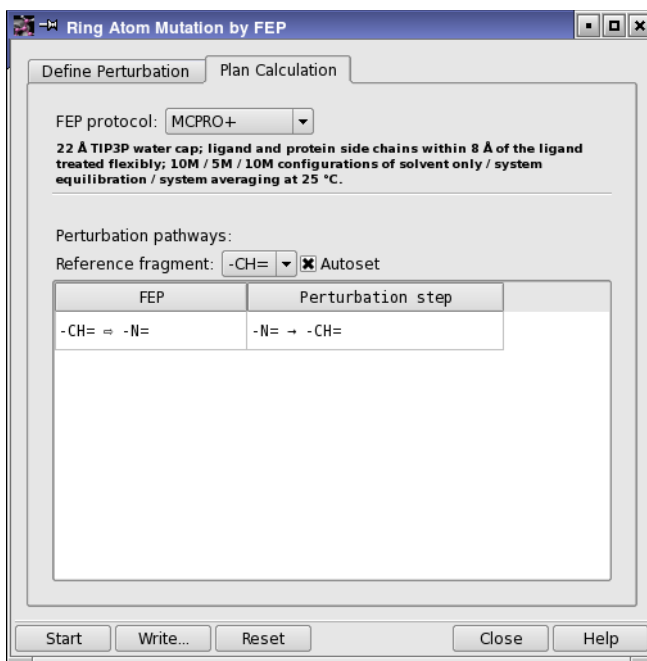 Ring Atom Mutation by FEP
Define Perturbation Plan Calculation
FEP protocol: MCPRO+
22 Å TIP3P water cap; ligand and protein side chains within 8 Å of the ligand
treated flexibly; 10M / 5M / 10M configurations of solvent only / system
equilibration / system averaging at 25 °C.
Perturbation pathways:
Reference fragment: -CH= Autoset
FEP Perturbation step
-CH= ⇨ -N= -N= → -CH=
Start Write... Reset Close Help